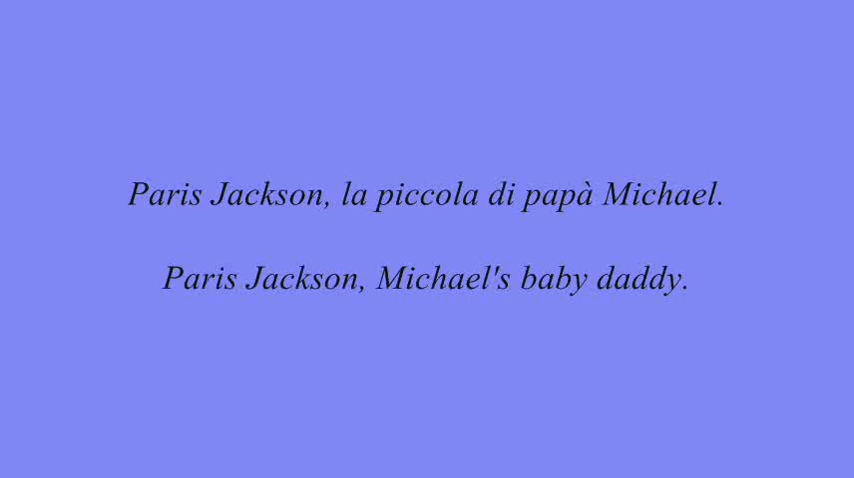 Paris Jackson, la piccola di papà Michael.
Paris Jackson, Michael's baby daddy.